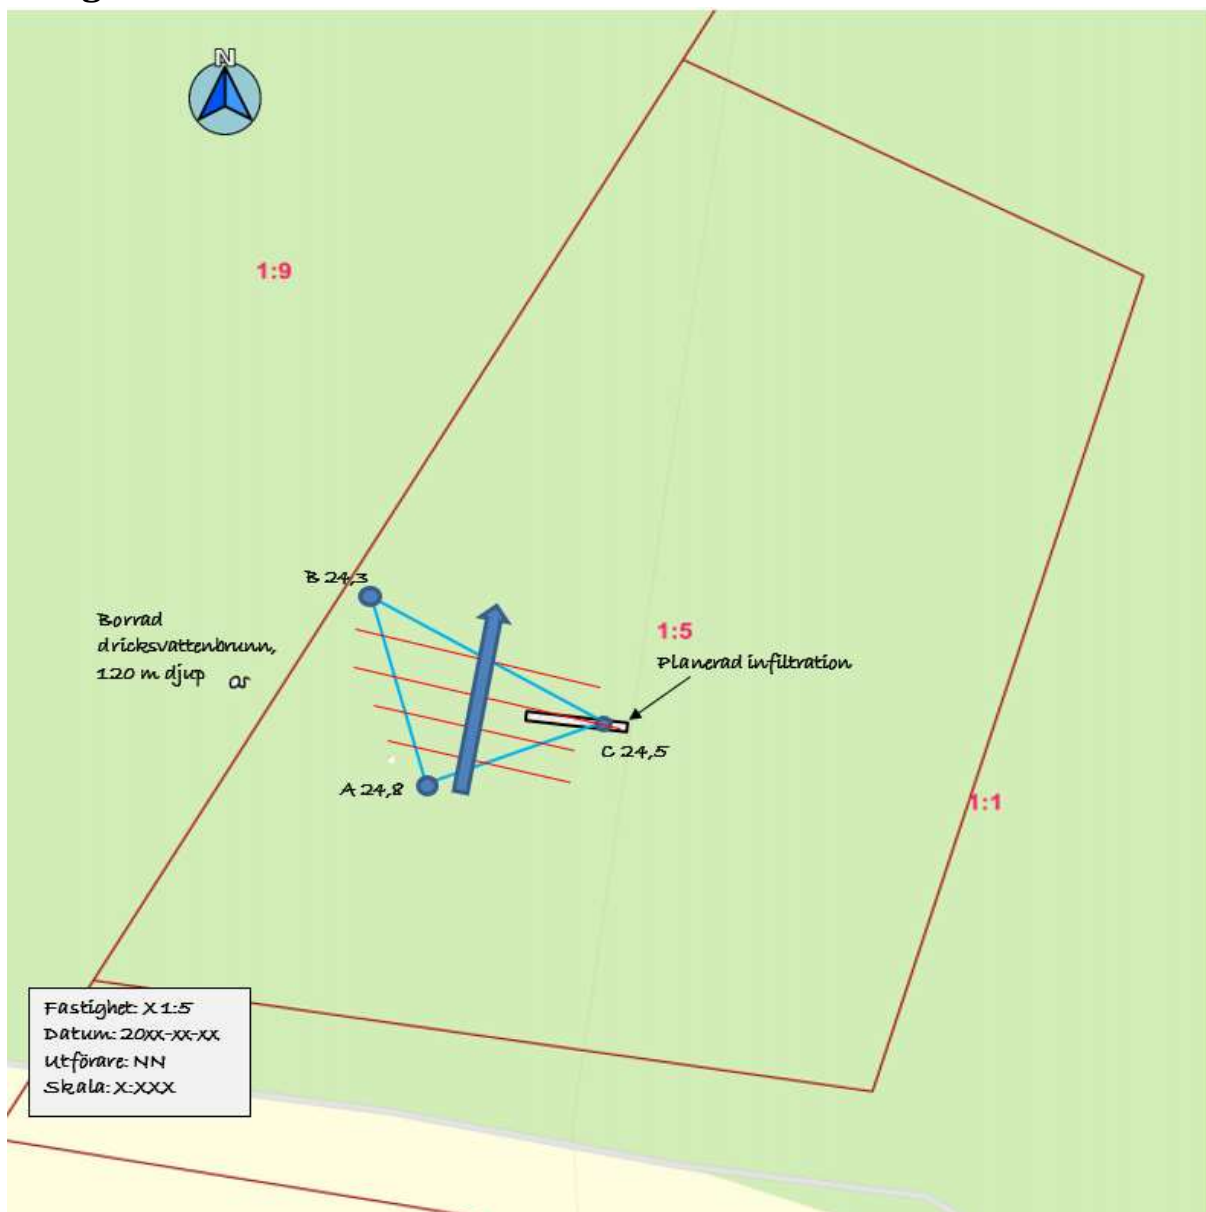 N
1:9
B 24,3
Borrad
dricksvattenbrunn,
120 m djup
1:5
Planerad infiltration
C 24,5
A 24,8
1:1
Fastighet: X 1:5
Datum: 20xx-xx-xx
Utförare: NN
Skala: X:XXX